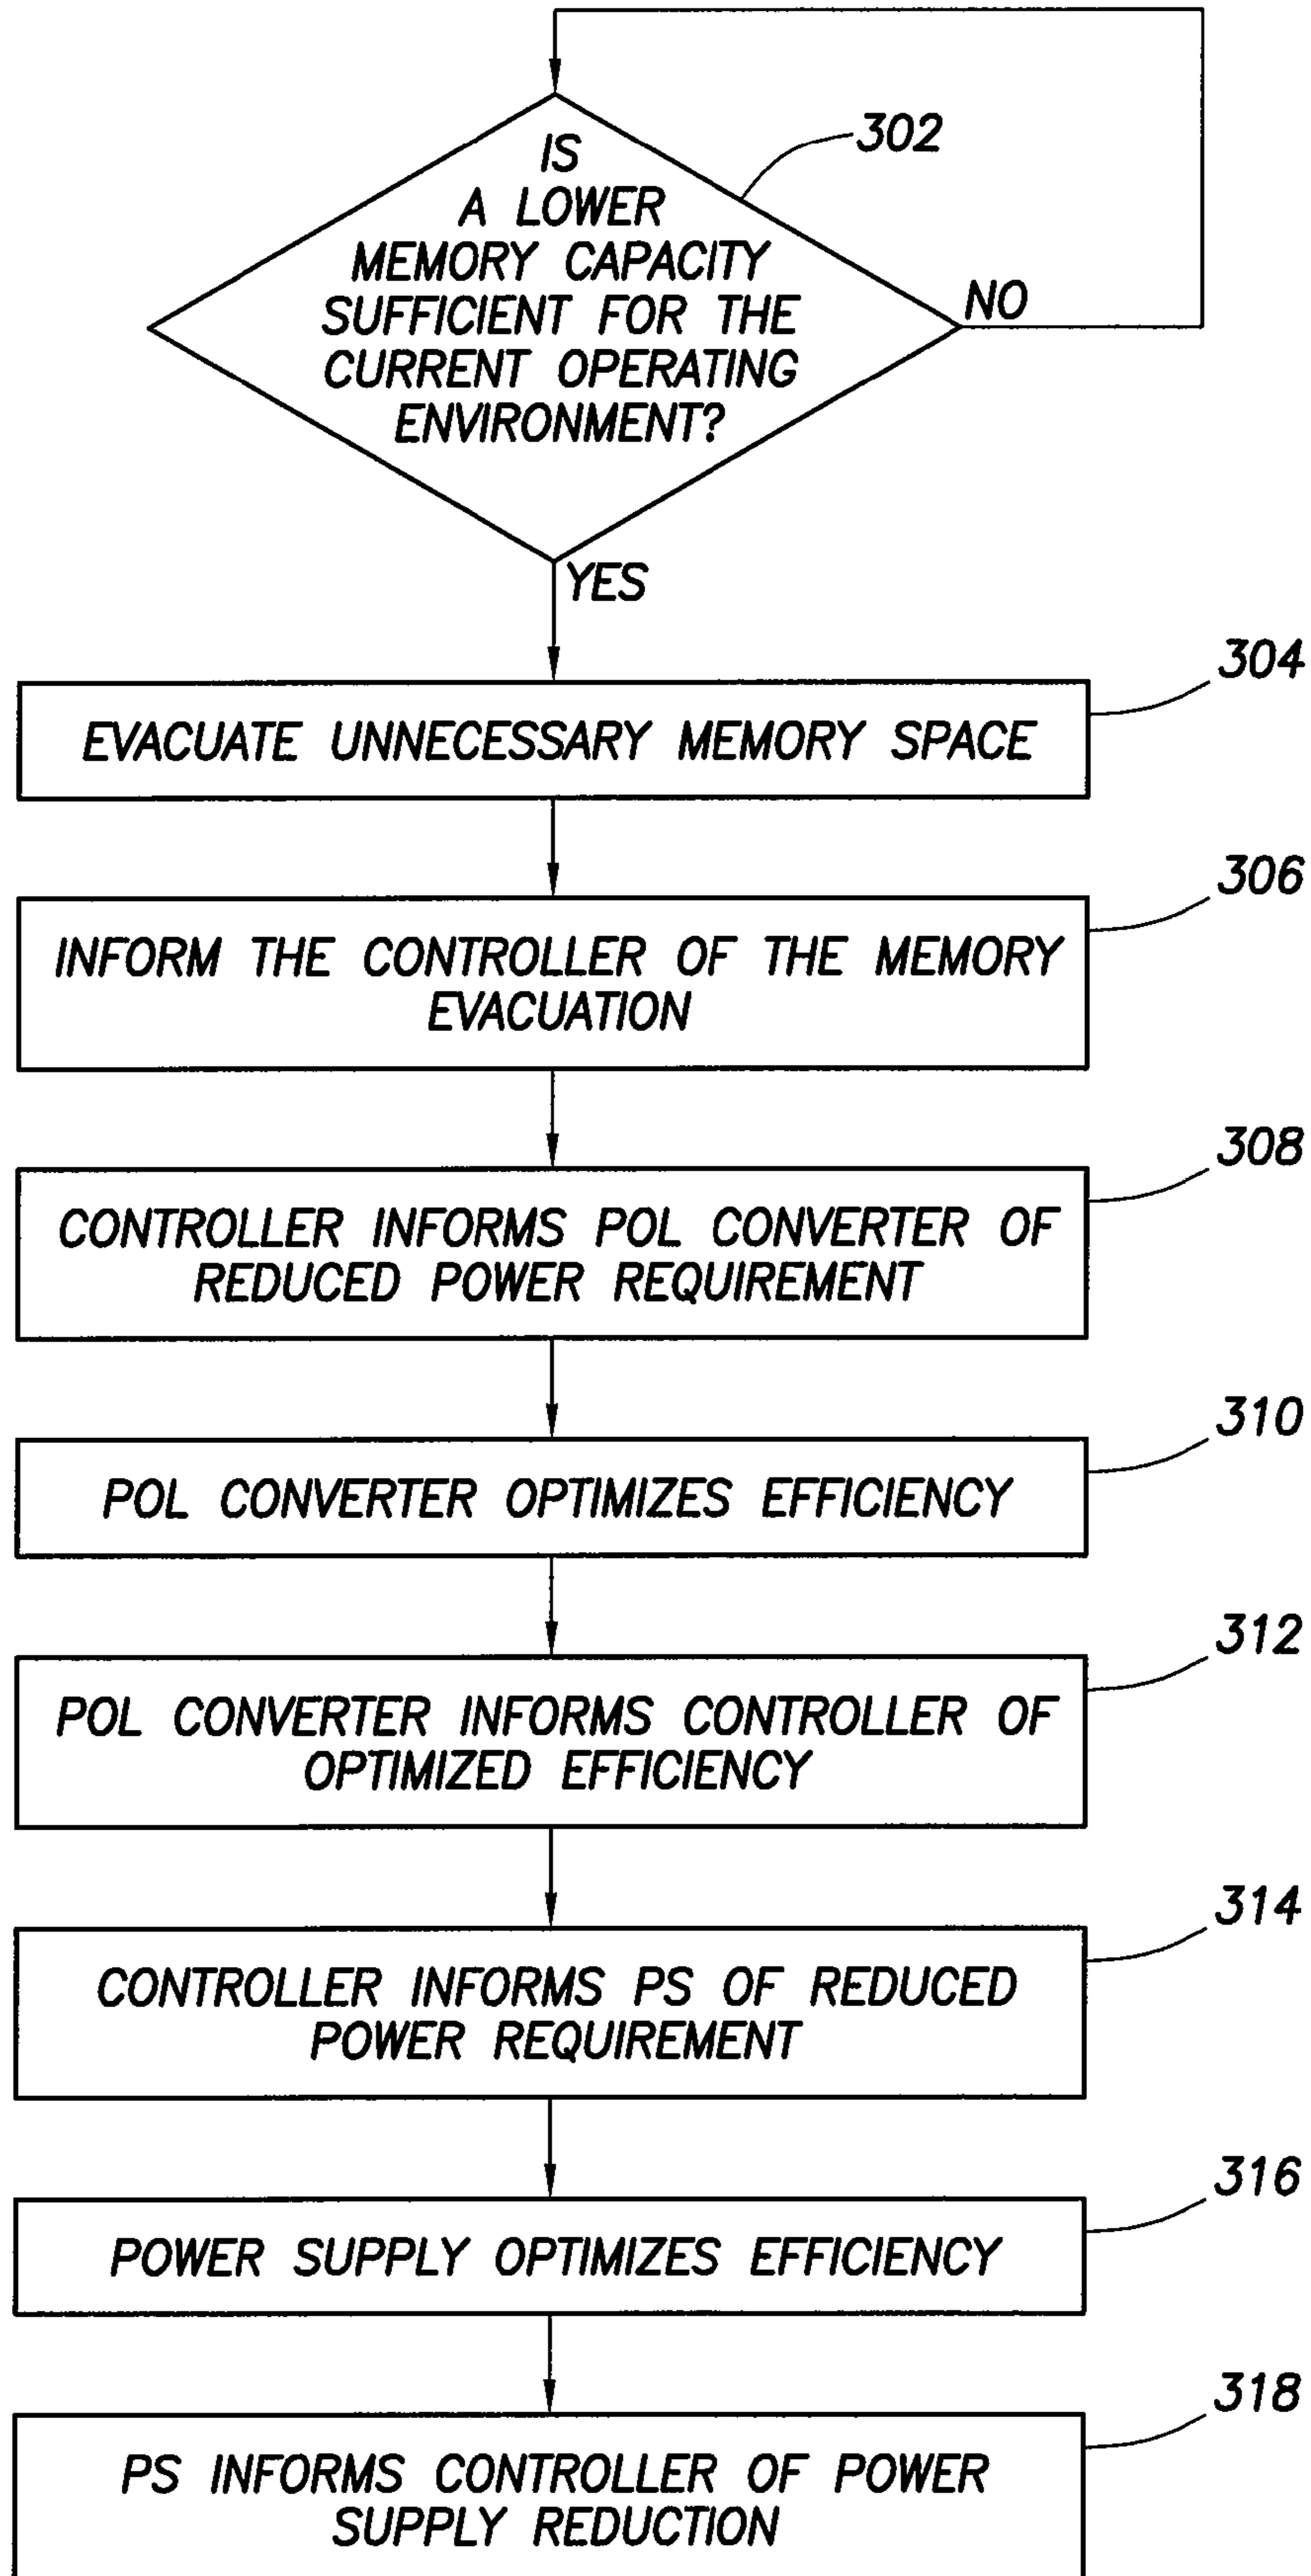 IS
A LOWER
MEMORY CAPACITY
SUFFICIENT FOR THE
CURRENT OPERATING
ENVIRONMENT?
302
NO
YES
304
EVACUATE UNNECESSARY MEMORY SPACE
306
INFORM THE CONTROLLER OF THE MEMORY
EVACUATION
308
CONTROLLER INFORMS POL CONVERTER OF
REDUCED POWER REQUIREMENT
310
POL CONVERTER OPTIMIZES EFFICIENCY
312
POL CONVERTER INFORMS CONTROLLER OF
OPTIMIZED EFFICIENCY
314
CONTROLLER INFORMS PS OF REDUCED
POWER REQUIREMENT
316
POWER SUPPLY OPTIMIZES EFFICIENCY
318
PS INFORMS CONTROLLER OF POWER
SUPPLY REDUCTION